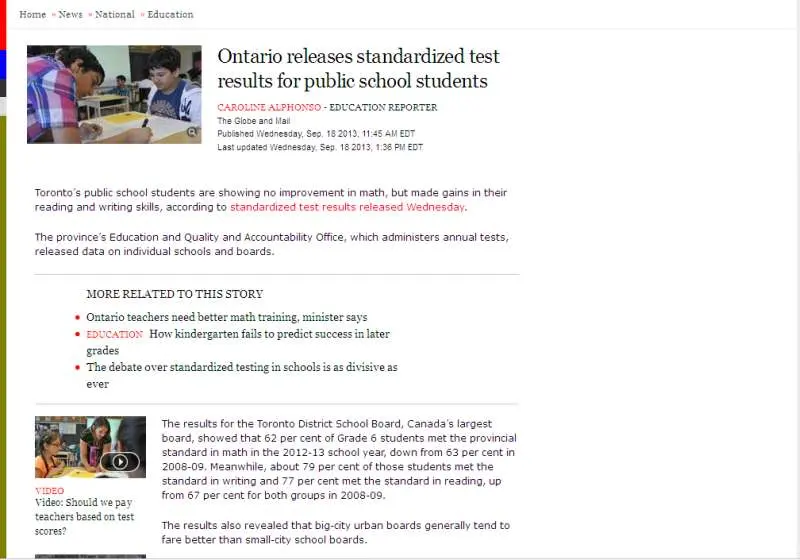 Home » News » National » Education
Ontario releases standardized test
results for public school students
CAROLINE ALPHONSO - EDUCATION REPORTER
The Globe and Mail
Published Wednesday, Sep. 18 2013, 11:45 AM EDT
Last updated Wednesday, Sep. 18 2013, 1:36 PM EDT
Toronto's public school students are showing no improvement in math, but made gains in their
reading and writing skills, according to standardized test results released Wednesday.
The province's Education and Quality and Accountability Office, which administers annual tests,
released data on individual schools and boards.
MORE RELATED TO THIS STORY
• Ontario teachers need better math training, minister says
• EDUCATION How kindergarten fails to predict success in later
grades
• The debate over standardized testing in schools is as divisive as
ever
The results for the Toronto District School Board, Canada's largest
board, showed that 62 per cent of Grade 6 students met the provincial
standard in math in the 2012-13 school year, down from 63 per cent in
2008-09. Meanwhile, about 79 per cent of those students met the
standard in writing and 77 per cent met the standard in reading, up
from 67 per cent for both groups in 2008-09.
VIDEO
Video: Should we pay
teachers based on test
scores?
The results also revealed that big-city urban boards generally tend to
fare better than small-city school boards.